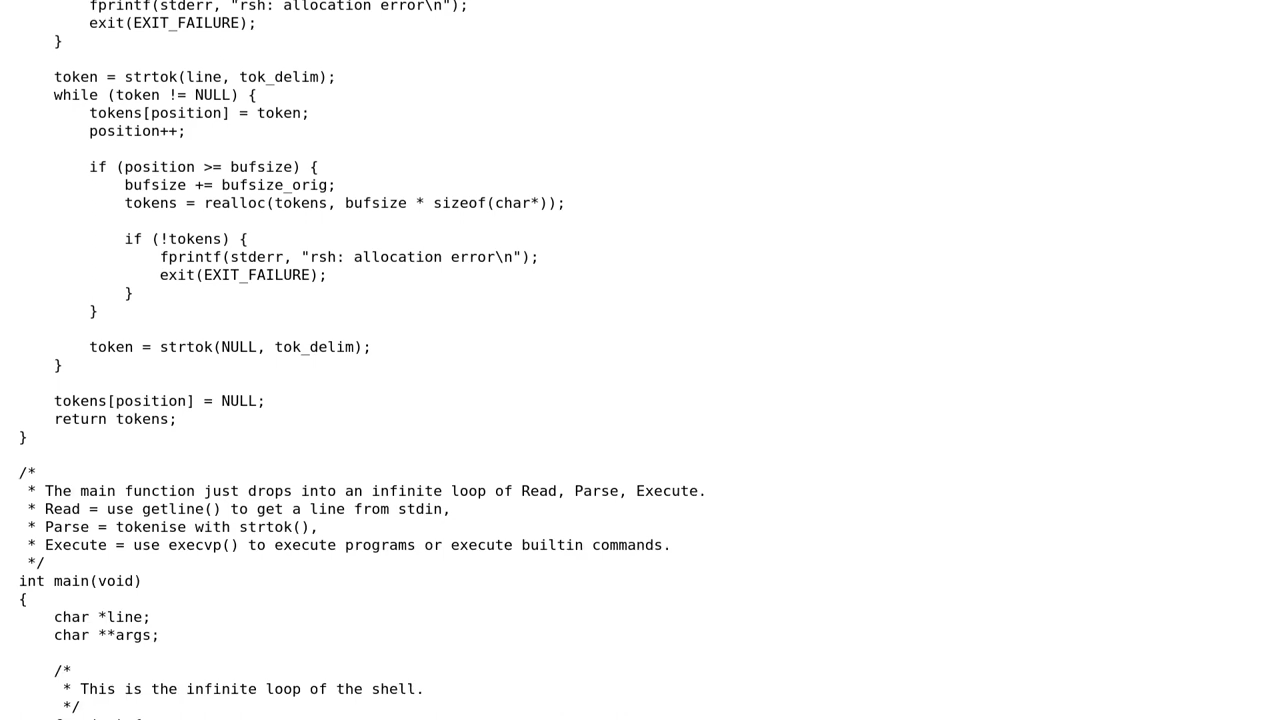 fprintf(stderr, "rsh: allocation error\n");
        exit(EXIT_FAILURE);
    }

    token = strtok(line, tok_delim);
    while (token != NULL) {
        tokens[position] = token;
        position++;

        if (position >= bufsize) {
            bufsize += bufsize_orig;
            tokens = realloc(tokens, bufsize * sizeof(char*));

            if (!tokens) {
                fprintf(stderr, "rsh: allocation error\n");
                exit(EXIT_FAILURE);
            }
        }

        token = strtok(NULL, tok_delim);
    }

    tokens[position] = NULL;
    return tokens;
}

/*
 * The main function just drops into an infinite loop of Read, Parse, Execute.
 * Read = use getline() to get a line from stdin,
 * Parse = tokenise with strtok(),
 * Execute = use execvp() to execute programs or execute builtin commands.
 */
int main(void)
{
    char *line;
    char **args;

    /*
     * This is the infinite loop of the shell.
     */